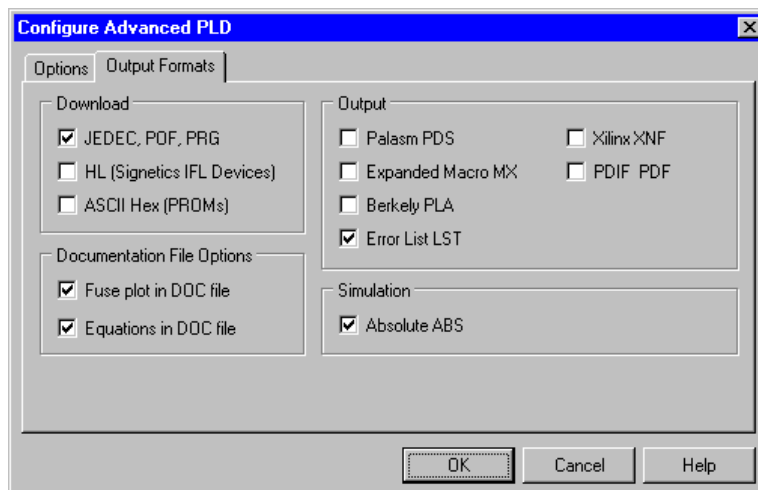 Configure Advanced PLD
Options
Output Formats
Download
JEDEC, POF, PRG
HL (Signetics IFL Devices)
ASCII Hex (PROMs)
Documentation File Options
Fuse plot in DOC file
Equations in DOC file
Output
Palasm PDS
Expanded Macro MX
Berkely PLA
Error List LST
Xilinx XNF
PDIF PDF
Simulation
Absolute ABS
OK
Cancel
Help